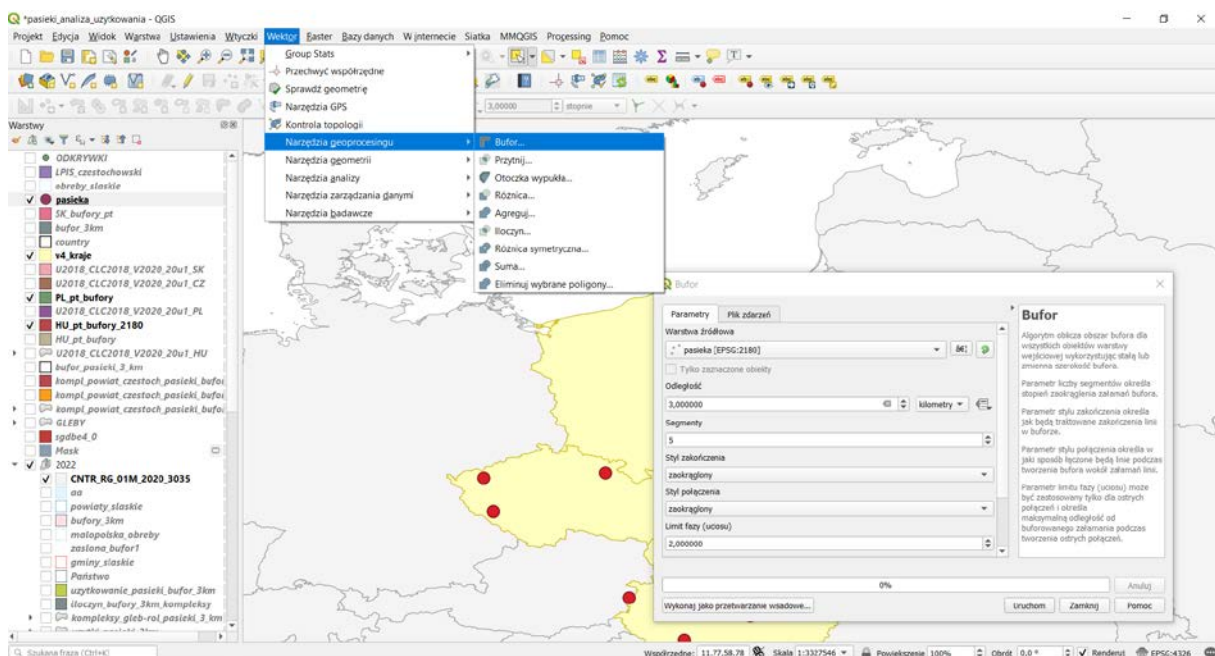 *pasieki_analiza_uzytkowania - QGIS
Projekt Edycja Widok Warstwa Ustawienia Wtyczki Wektor Raster Bazy danych W internecie Siatka MMQGIS Processing Pomoc
3,00000 stopnie
Group Stats
Przechwyć współrzędne
Sprawdź geometrię
Narzędzia GPS
Kontrola topologii
Narzędzia geoprocesingu
Narzędzia geometrii
Narzędzia analizy
Narzędzia zarządzania danymi
Narzędzia badawcze
Bufor...
Przytnij...
Otoczka wypukła...
Różnica...
Agreguj...
Iloczyn...
Różnica symetryczna...
Suma...
Eliminuj wybrane poligony...
Warstwy
ODKRYWKI
LPIS_czestochowski
obreby_slaskie
pasieka
SK_bufory_pt
bufor_3km
country
v4_kraje
U2018_CLC2018_V2020_20u1_SK
U2018_CLC2018_V2020_20u1_CZ
PL_pt_bufory
U2018_CLC2018_V2020_20u1_PL
HU_pt_bufory_2180
HU_pt_bufory
U2018_CLC2018_V2020_20u1_HU
bufor_pasieki_3_km
kompl_powiat_czestoch_pasieki_bufo
kompl_powiat_czestoch_pasieki_bufo
kompl_powiat_czestoch_pasieki_bufo
GLEBY
sgdbe4_0
Mask
2022
CNTR_RG_01M_2020_3035
aa
powiaty_slaskie
bufory_3km
malopolska_obreby
zaslona_bufor1
gminy_slaskie
Państwo
uzytkowanie_pasieki_bufor_3km
iloczyn_bufory_3km_kompleksy
kompleksy_gleb-rol_pasieki_3_km
Bufor
Parametry Plik zdarzeń
Warstwa źródłowa
pasieka [EPSG:2180]
Tylko zaznaczone obiekty
Odległość
3,000000 kilometry
Segmenty
5
Styl zakończenia
zaokrąglony
Styl połączenia
zaokrąglony
Limit fazy (uciosu)
2,000000
0% Anuluj
Wykonaj jako przetwarzanie wsadowe... Uruchom Zamknij Pomoc
Bufor
Algorytm oblicza obszar bufora dla
wszystkich obiektów warstwy
wejściowej wykorzystując stałą lub
zmienna szerokość bufora.
Parametr liczby segmentów określa
stopień zaokrąglenia załamań bufora.
Parametr stylu zakończenia określa
jak będą traktowane zakończenia linii
w buforze.
Parametr stylu połączenia określa w
jaki sposób łączone będą linie podczas
tworzenia bufora wokół załamań linii.
Parametr limitu fazy (uciosu) może
być zastosowany tylko dla ostrych
połączeń i określa
maksymalną odległość od
buforowanego załamania podczas
tworzenia ostrych połączeń.
Szukana fraza (Ctrl+K) Współrzędne: 11.77,58.78 Skala 1:3327546 Powiększenie 100% Obrót 0,0 ° Renderuj EPSG:4326